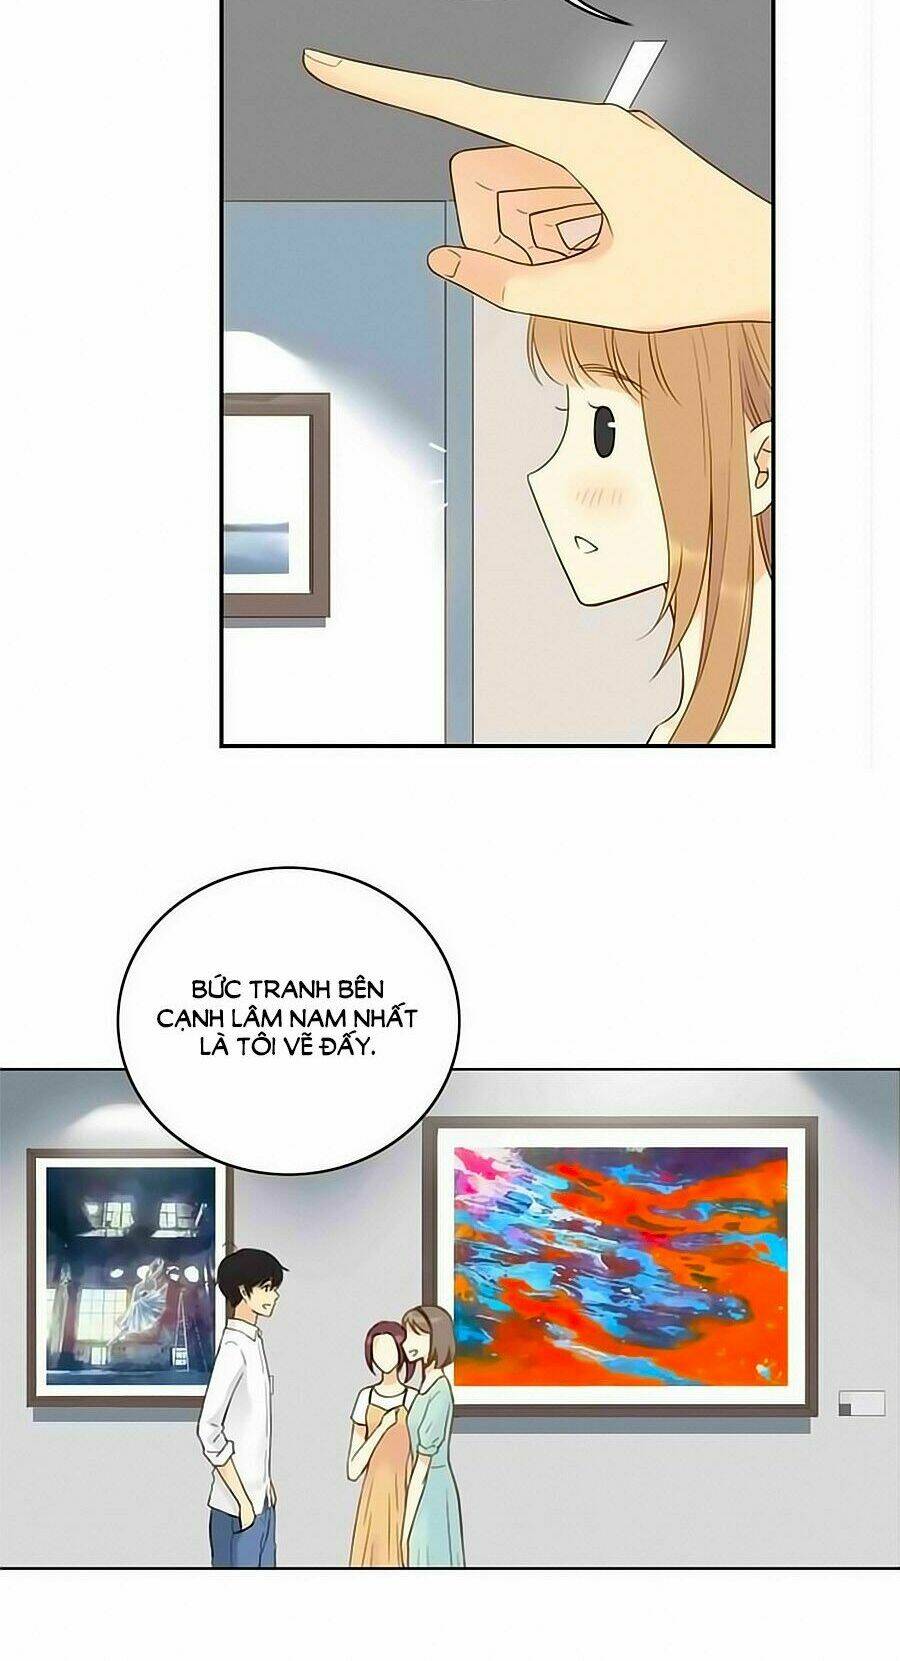 BỨC TRANH BÊN
CẠNH LÂM NAM NHẤT
LÀ TÔI VẼ ĐẤY.